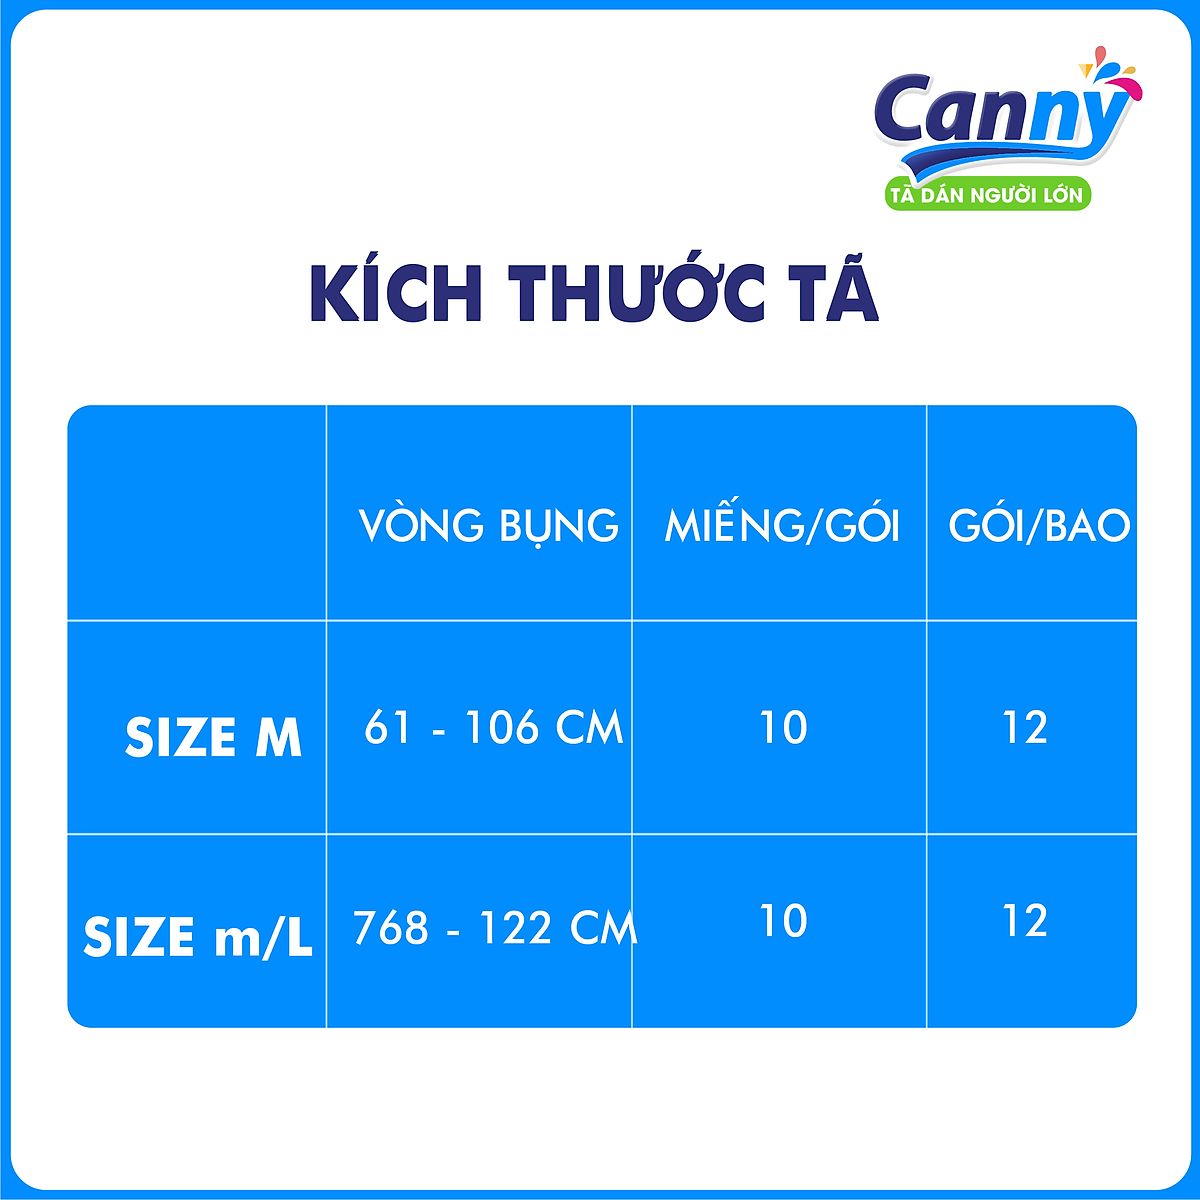 Canny
TÃ DÁN NGƯỜI LỚN
KÍCH THƯỚC TÃ
VÒNG BỤNG MIẾNG/GÓI GÓI/BAO
SIZE M 61 - 106 CM 10 12
SIZE m/L 768 - 122 CM 10 12